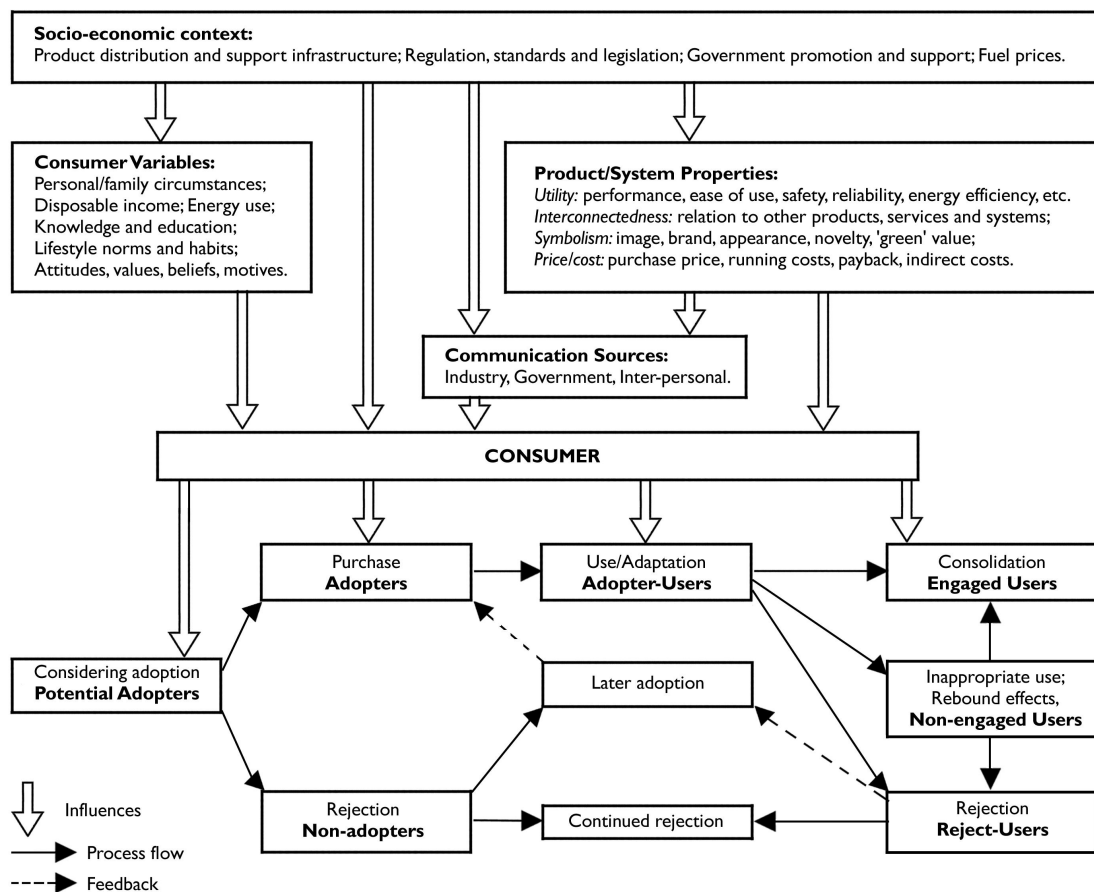 Socio-economic context:
Product distribution and support infrastructure; Regulation, standards and legislation; Government promotion and support; Fuel prices.
Consumer Variables:
Personal/family circumstances;
Disposable income; Energy use;
Knowledge and education;
Lifestyle norms and habits;
Attitudes, values, beliefs, motives.
Product/System Properties:
Utility: performance, ease of use, safety, reliability, energy efficiency, etc.
Interconnectedness: relation to other products, services and systems;
Symbolism: image, brand, appearance, novelty, 'green' value;
Price/cost: purchase price, running costs, payback, indirect costs.
Communication Sources:
Industry, Government, Inter-personal.
CONSUMER
Purchase
Adopters
Use/Adaptation
Adopter-Users
Consolidation
Engaged Users
Considering adoption
Potential Adopters
Later adoption
Inappropriate use;
Rebound effects,
Non-engaged Users
Rejection
Non-adopters
Continued rejection
Rejection
Reject-Users
Influences
Process flow
Feedback